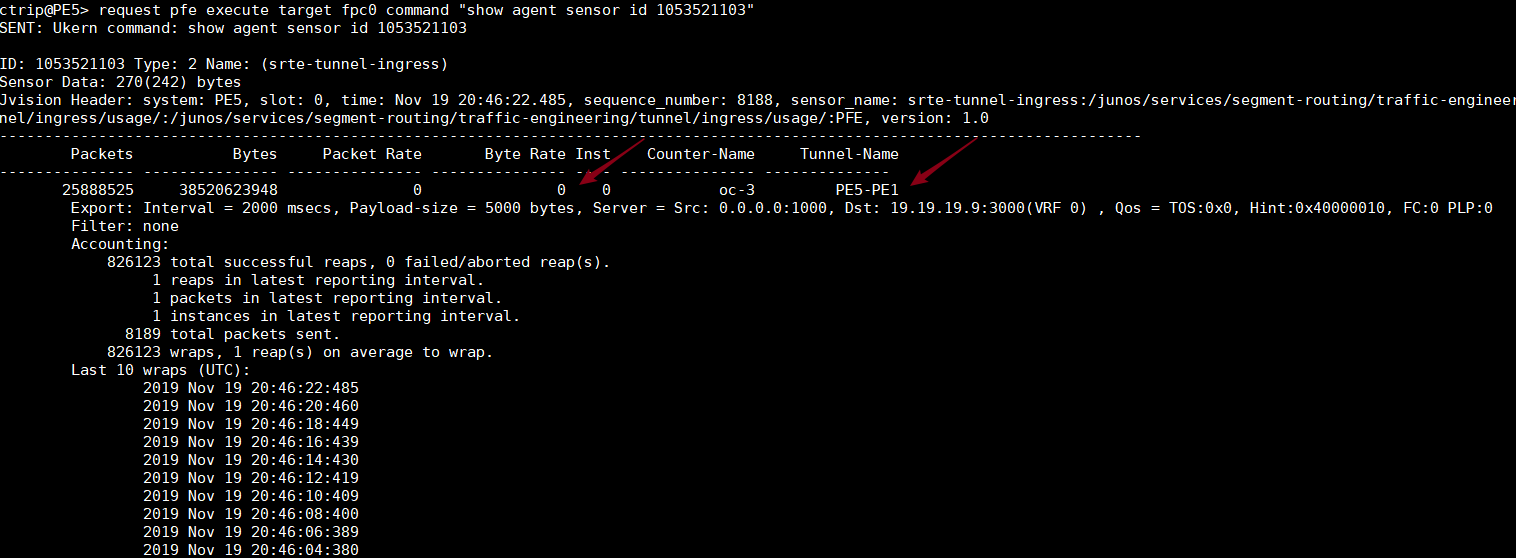 ctrip@PE5> request pfe execute target fpc0 command "show agent sensor id 1053521103"
SENT: Ukern command: show agent sensor id 1053521103
ID: 1053521103 Type: 2 Name: (srte-tunnel-ingress)
Sensor Data: 270(242) bytes
Jvision Header: system: PE5, slot: 0, time: Nov 19 20:46:22.485, sequence_number: 8188, sensor_name: srte-tunnel-ingress:/junos/services/segment-routing/traffic-engineer
nel/ingress/usage/:/junos/services/segment-routing/traffic-engineering/tunnel/ingress/usage/:PFE, version: 1.0
Packets Bytes Packet Rate Byte Rate Inst Counter-Name Tunnel-Name
25888525 38520623948 0 0 0 oc-3 PE5-PE1
Export: Interval = 2000 msecs, Payload-size = 5000 bytes, Server = Src: 0.0.0.0:1000, Dst: 19.19.19.9:3000(VRF 0) , Qos = TOS:0x0, Hint:0x40000010, FC:0 PLP:0
Filter: none
Accounting:
826123 total successful reaps, 0 failed/aborted reap(s).
1 reaps in latest reporting interval.
1 packets in latest reporting interval.
1 instances in latest reporting interval.
8189 total packets sent.
826123 wraps, 1 reap(s) on average to wrap.
Last 10 wraps (UTC):
2019 Nov 19 20:46:22:485
2019 Nov 19 20:46:20:460
2019 Nov 19 20:46:18:449
2019 Nov 19 20:46:16:439
2019 Nov 19 20:46:14:430
2019 Nov 19 20:46:12:419
2019 Nov 19 20:46:10:409
2019 Nov 19 20:46:08:400
2019 Nov 19 20:46:06:389
2019 Nov 19 20:46:04:380